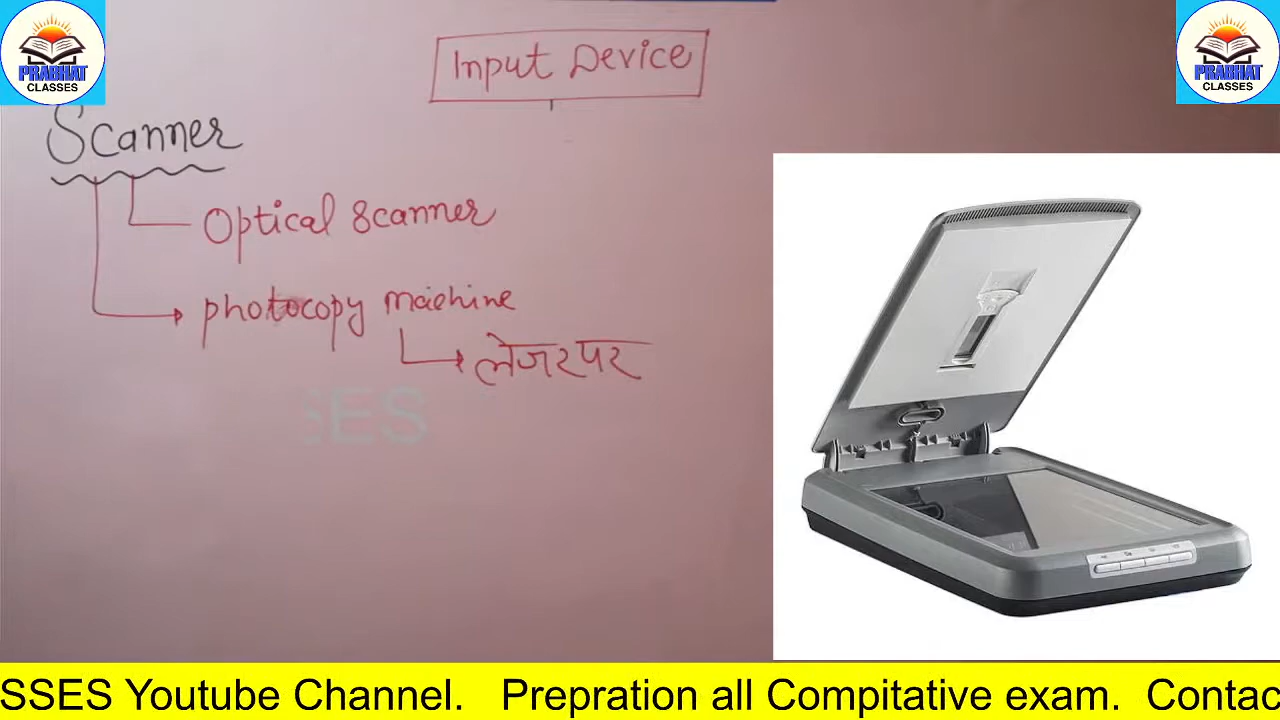 PRABHAT
CLASSES
Input Device
PRABHAT
CLASSES
Scanner
Optical Scanner
photocopy machine
लेजरपर
SES
SSES Youtube Channel. Prepration all Compitative exam. Contac